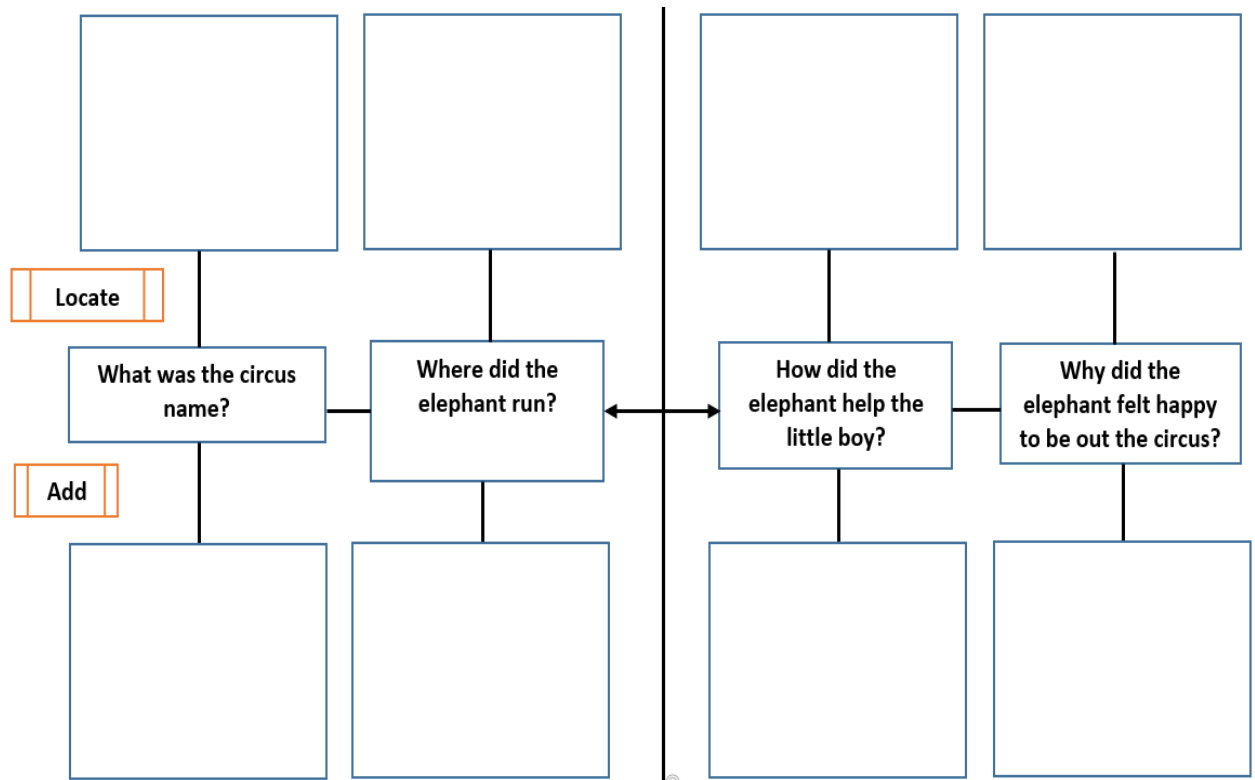 Locate
What was the circus
name?
Where did the
elephant run?
How did the
elephant help the
little boy?
Why did the
elephant felt happy
to be out the circus?
Add